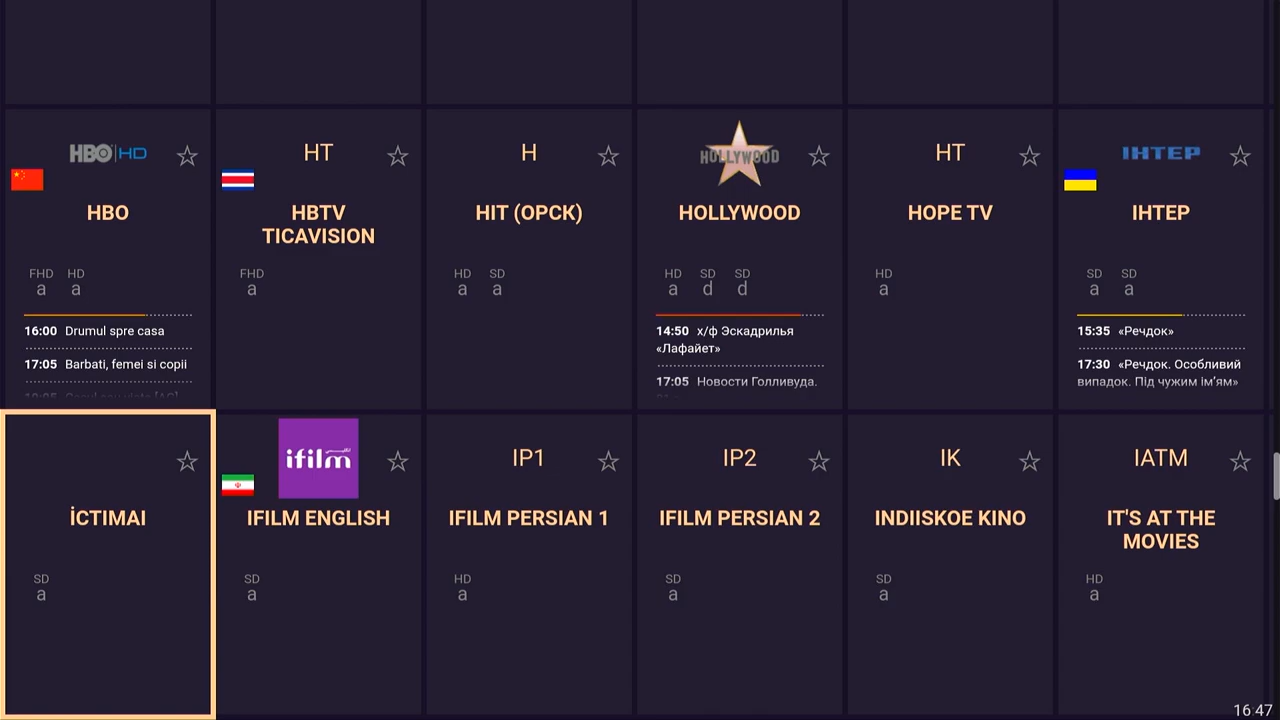 HBO HD
HT
H
HOLLYWOOD
HT
ІНТЕР
HBO
HBTV
TICAVISION
HIT (ОРСК)
HOLLYWOOD
HOPE TV
ІНТЕР
FHD HD
a a
FHD
a
HD SD
a a
HD SD SD
a d d
HD
a
SD SD
a a
16:00 Drumul spre casa
17:05 Barbati, femei si copii
14:50 х/ф Эскадрилья
«Лафайет»
17:05 Новости Голливуда.
15:35 «Речдок»
17:30 «Речдок. Особливий
випадок. Під чужим ім’ям»
ifilm
IP1
IP2
IK
IATM
İCTIMAI
IFILM ENGLISH
IFILM PERSIAN 1
IFILM PERSIAN 2
INDIISKOE KINO
IT'S AT THE
MOVIES
SD
a
SD
a
HD
a
SD
a
SD
a
HD
a
16:47